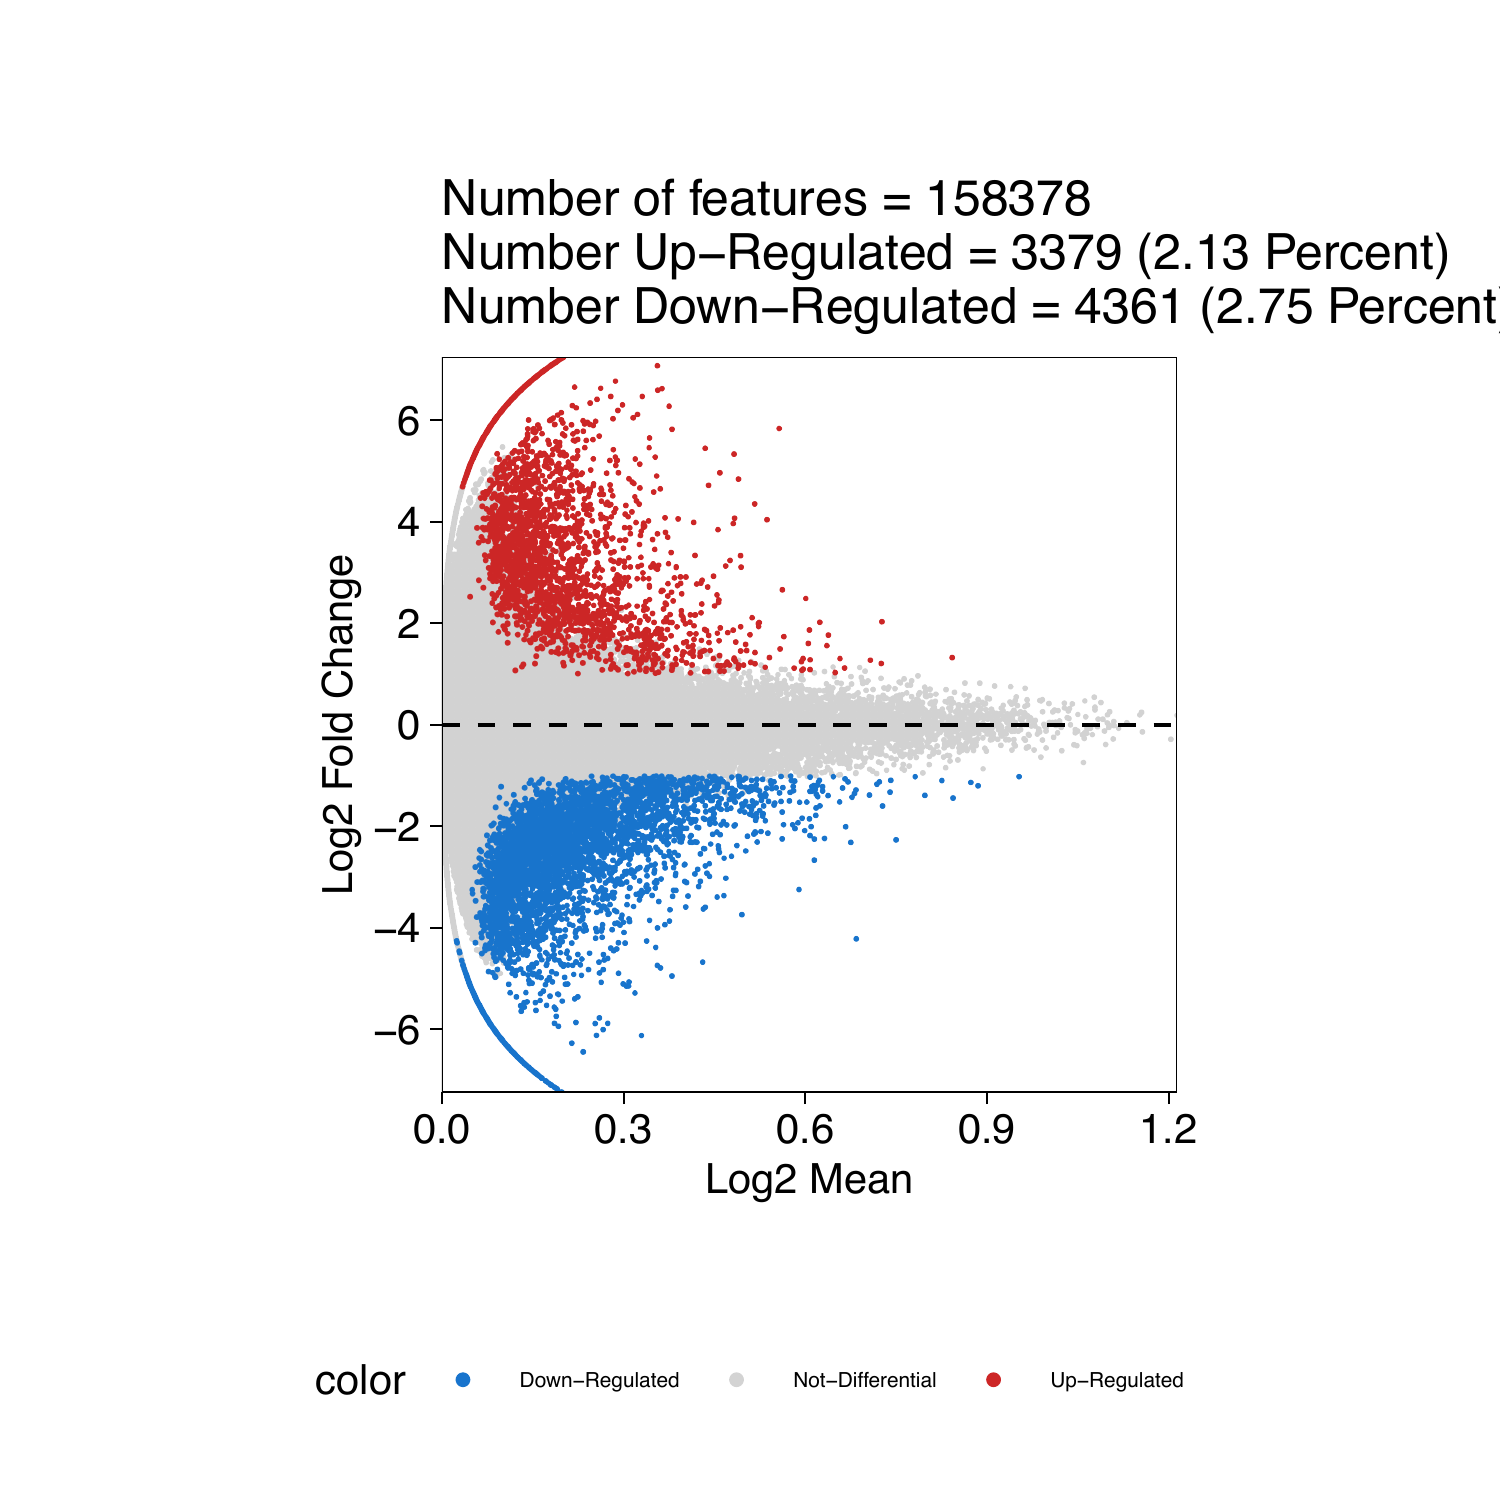 Number of features = 158378
Number Up−Regulated = 3379 (2.13 Percent)
Number Down−Regulated = 4361 (2.75 Percent)
6
4
2
0
−2
−4
−6
Log2 Fold Change
0.0 0.3 0.6 0.9 1.2
Log2 Mean
color Down−Regulated Not−Differential Up−Regulated